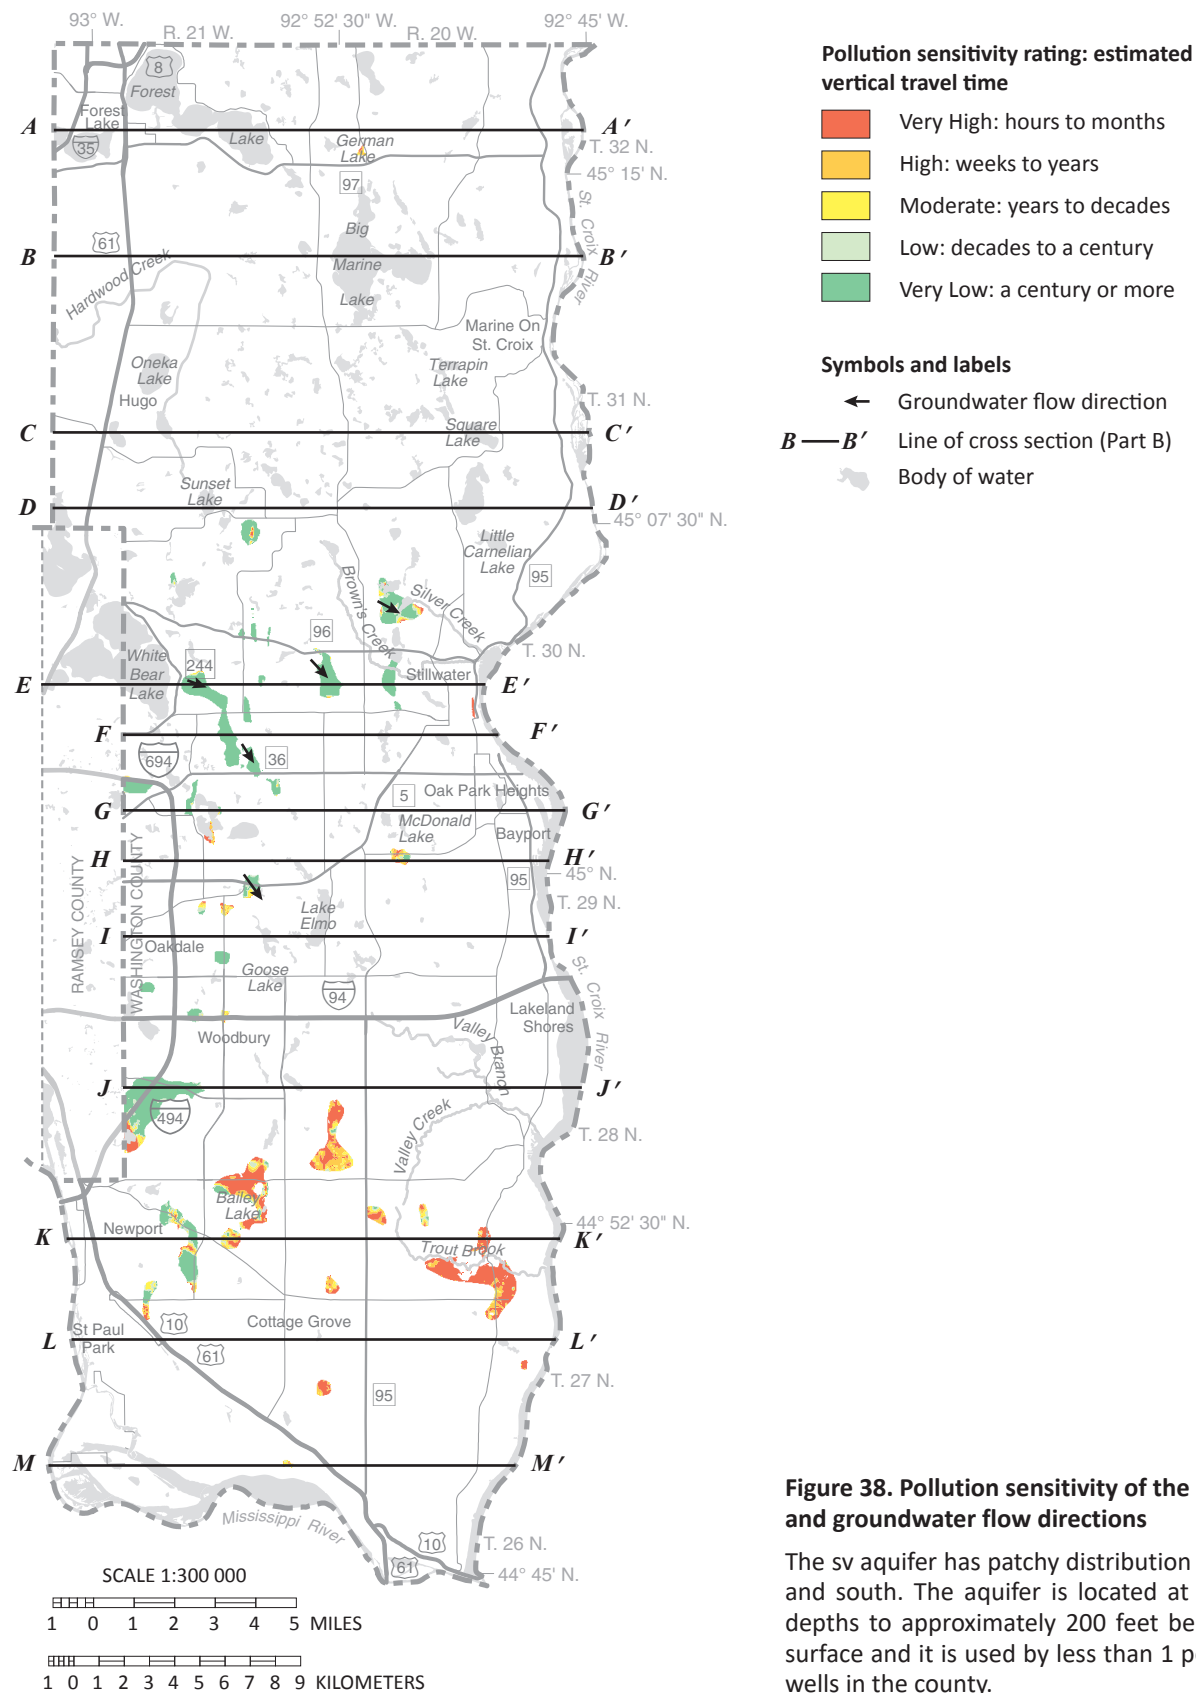 93° W.
92° 52' 30" W.
92° 45' W.
R. 21 W.
R. 20 W.
8
Forest
Forest
Lake
35
Lake
German
Lake
A
A'
T. 32 N.
45° 15' N.
97
St. Croix
River
Big
Marine
Lake
61
B
B'
Hardwood Creek
Marine On
St. Croix
Oneka
Lake
Hugo
Terrapin
Lake
T. 31 N.
Square
Lake
C
C'
Sunset
Lake
D
D'
45° 07' 30" N.
Little
Carnelian
Lake
95
Brown's Creek
Silver Creek
96
T. 30 N.
White
Bear
Lake
244
Stillwater
E
E'
F
F'
694
36
5
Oak Park Heights
G
G'
McDonald
Lake
Bayport
H
H'
45° N.
95
RAMSEY COUNTY
WASHINGTON COUNTY
T. 29 N.
Lake
Elmo
I
I'
Oakdale
Goose
Lake
94
St. Croix
River
Lakeland
Shores
Woodbury
Valley
Branch
J
J'
494
Valley Creek
T. 28 N.
Bailey
Lake
44° 52' 30" N.
Newport
K
K'
Trout Brook
10
Cottage Grove
St Paul
Park
L
L'
61
T. 27 N.
95
M
M'
Mississippi River
10
T. 26 N.
61
44° 45' N.
SCALE 1:300 000
1 0 1 2 3 4 5 MILES
1 0 1 2 3 4 5 6 7 8 9 KILOMETERS
Pollution sensitivity rating: estimated
vertical travel time
Very High: hours to months
High: weeks to years
Moderate: years to decades
Low: decades to a century
Very Low: a century or more
Symbols and labels
Groundwater flow direction
B B' Line of cross section (Part B)
Body of water
Figure 38. Pollution sensitivity of the
and groundwater flow directions
The sv aquifer has patchy distribution
and south. The aquifer is located at
depths to approximately 200 feet be
surface and it is used by less than 1 p
wells in the county.